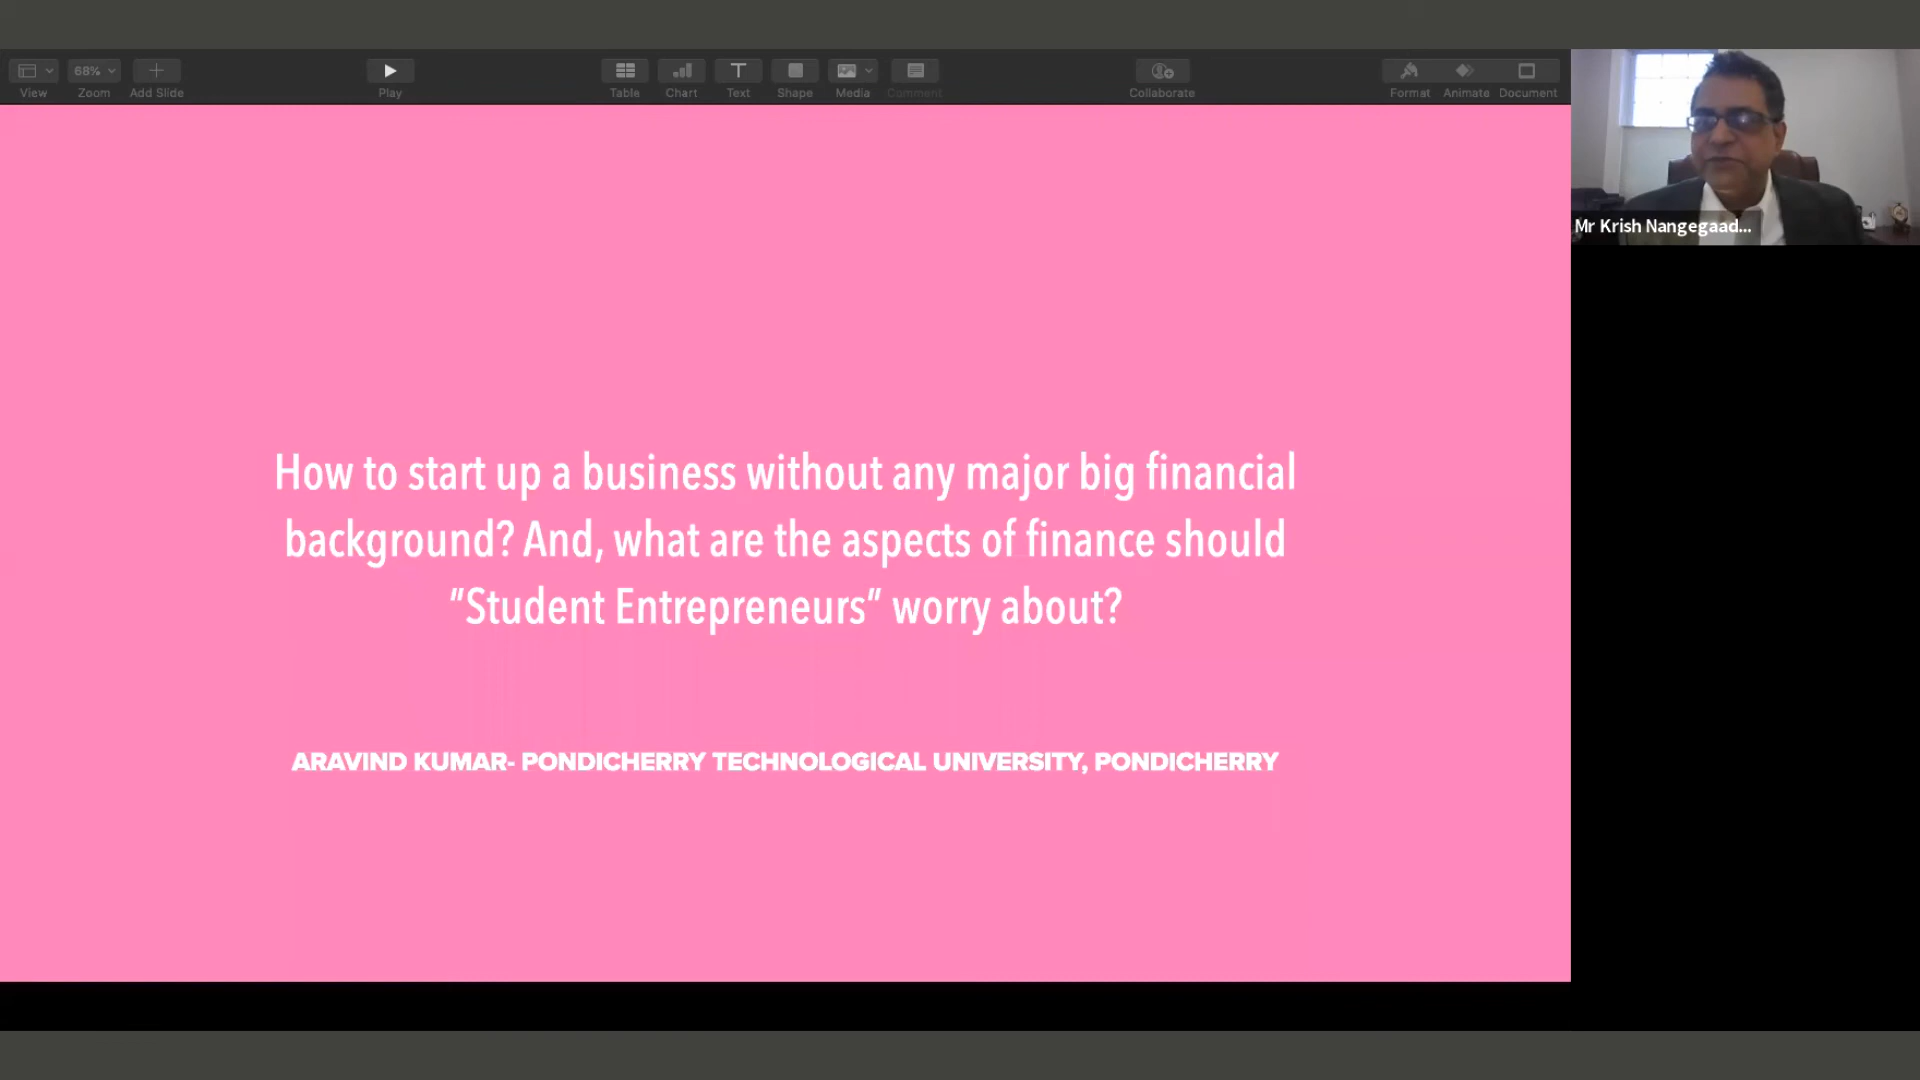 68%
View
Zoom
Add Slide
Play
Table
Chart
Text
Shape
Media
Comment
Collaborate
Format
Animate
Document
Mr Krish Nangegaad...
How to start up a business without any major big financial
background? And, what are the aspects of finance should
"Student Entrepreneurs" worry about?
ARAVIND KUMAR- PONDICHERRY TECHNOLOGICAL UNIVERSITY, PONDICHERRY